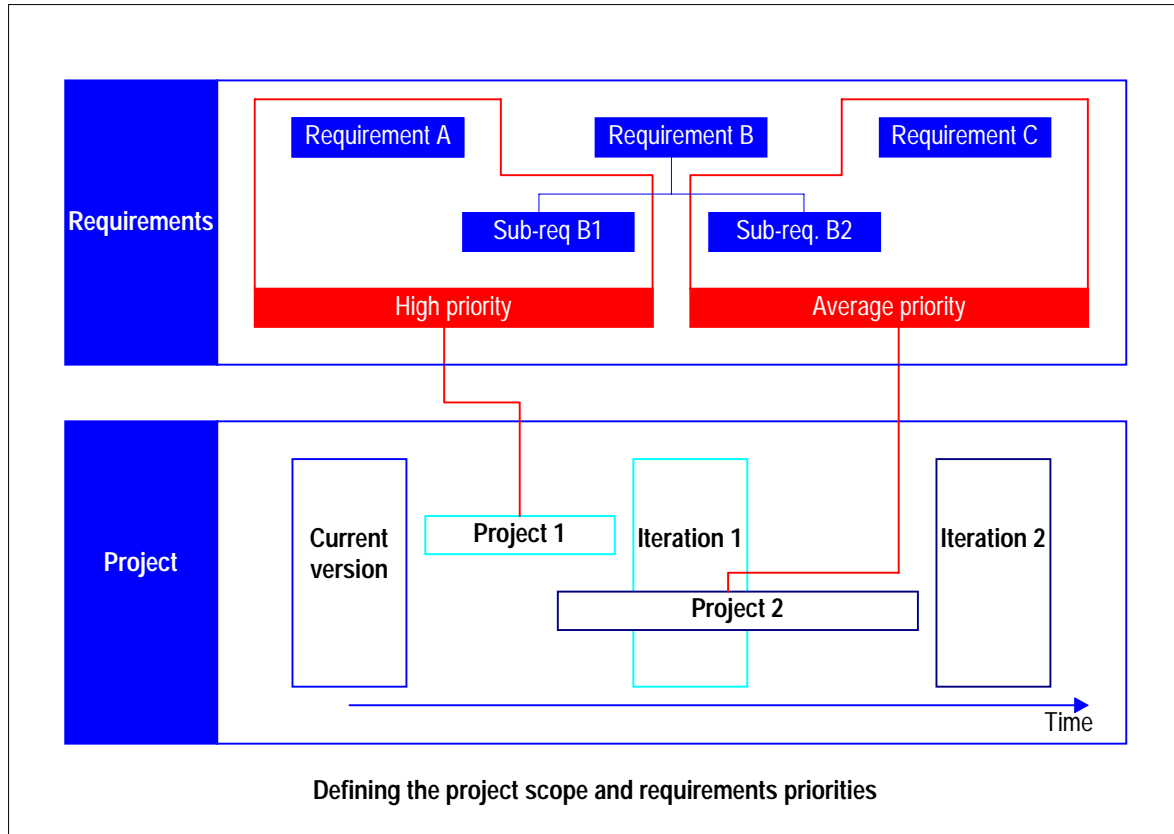 Requirements
Requirement A
Requirement B
Requirement C
Sub-req B1
Sub-req. B2
High priority
Average priority
Project
Current
version
Project 1
Iteration 1
Iteration 2
Project 2
Time
Defining the project scope and requirements priorities